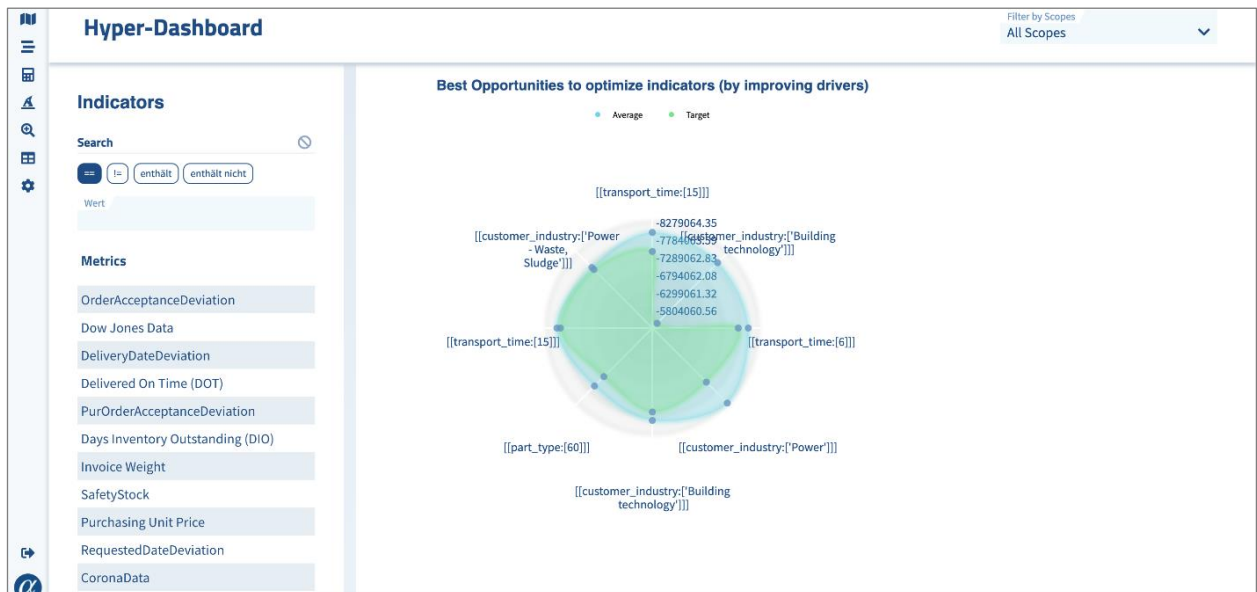 Hyper-Dashboard
Filter by Scopes
All Scopes
Indicators
Search
==
!=
enthält
enthält nicht
Wert
Metrics
OrderAcceptanceDeviation
Dow Jones Data
DeliveryDateDeviation
Delivered On Time (DOT)
PurOrderAcceptanceDeviation
Days Inventory Outstanding (DIO)
Invoice Weight
SafetyStock
Purchasing Unit Price
RequestedDateDeviation
CoronaData
Best Opportunities to optimize indicators (by improving drivers)
Average
Target
[[transport_time:[15]]]
-8279064.35
[[customer_industry:['Building
technology']]]
-7289062.83
-6794062.08
-6299061.32
-5804060.56
[[customer_industry:['Power
- Waste,
Sludge']]]
[[transport_time:[15]]]
[[transport_time:[6]]]
[[part_type:[60]]]
[[customer_industry:['Power']]]
[[customer_industry:['Building
technology']]]
α